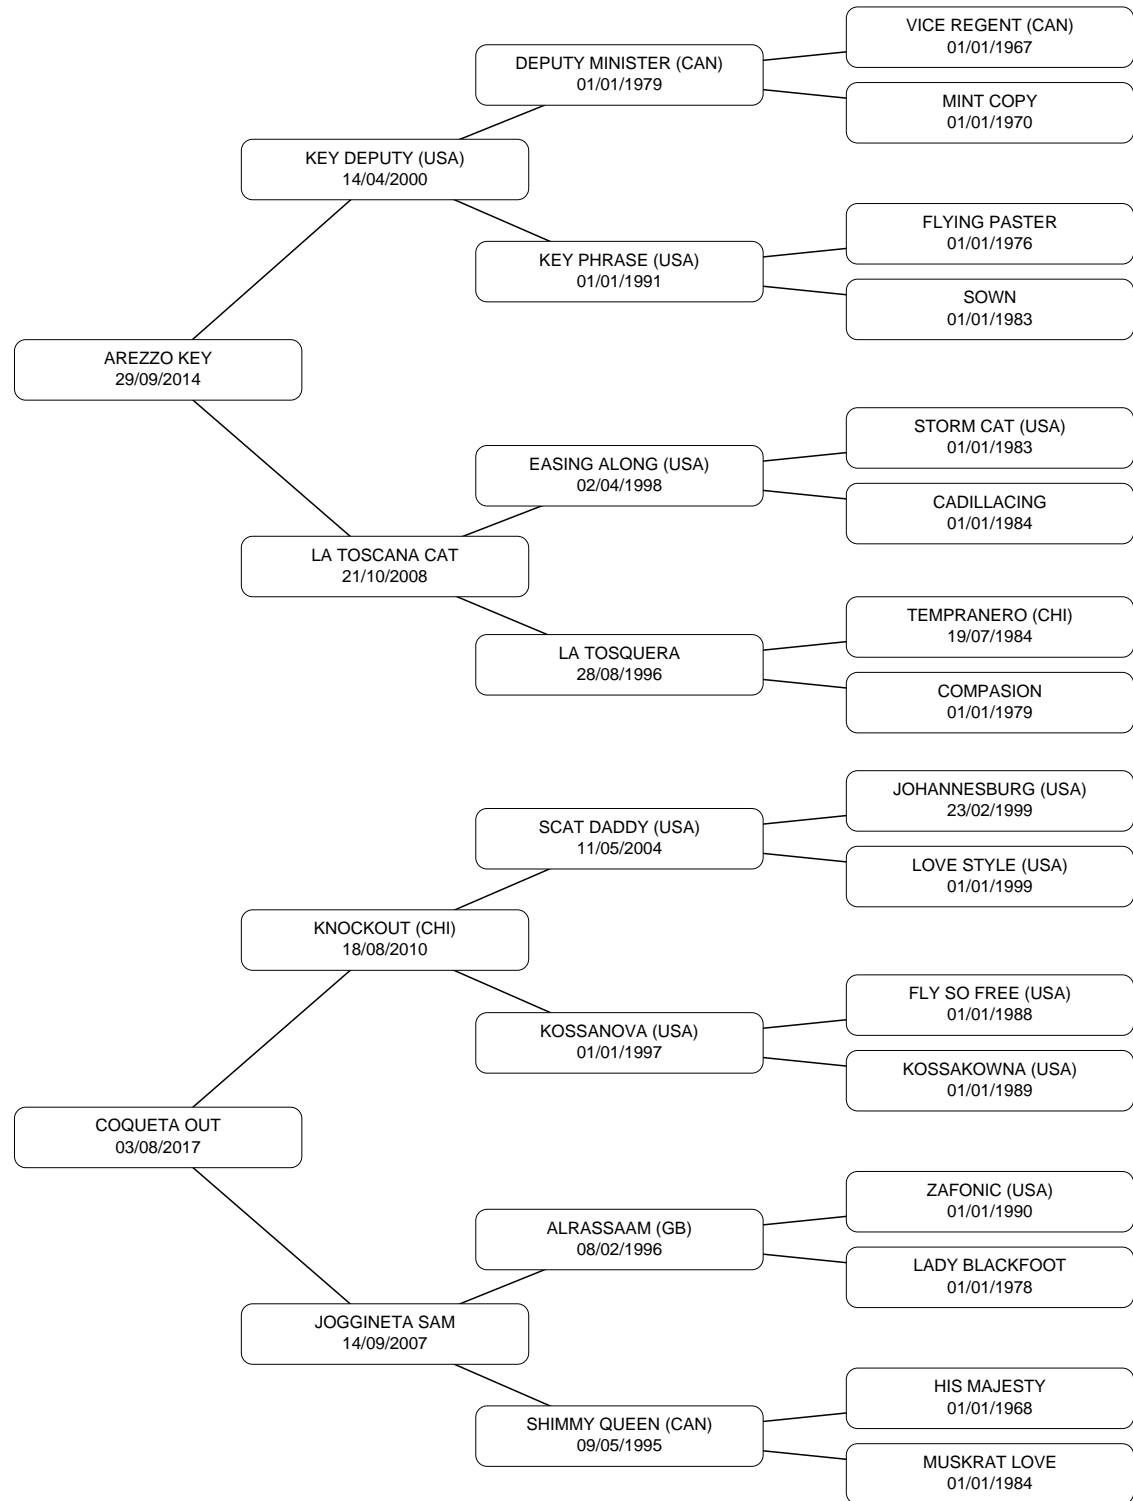 VICE REGENT (CAN)
01/01/1967
DEPUTY MINISTER (CAN)
01/01/1979
MINT COPY
01/01/1970
KEY DEPUTY (USA)
14/04/2000
FLYING PASTER
01/01/1976
KEY PHRASE (USA)
01/01/1991
SOWN
01/01/1983
AREZZO KEY
29/09/2014
STORM CAT (USA)
01/01/1983
EASING ALONG (USA)
02/04/1998
CADILLACING
01/01/1984
LA TOSCANA CAT
21/10/2008
TEMPRANERO (CHI)
19/07/1984
LA TOSQUERA
28/08/1996
COMPASION
01/01/1979
JOHANNESBURG (USA)
23/02/1999
SCAT DADDY (USA)
11/05/2004
LOVE STYLE (USA)
01/01/1999
KNOCKOUT (CHI)
18/08/2010
FLY SO FREE (USA)
01/01/1988
KOSSANOVA (USA)
01/01/1997
KOSSAKOWNA (USA)
01/01/1989
COQUETA OUT
03/08/2017
ZAFONIC (USA)
01/01/1990
ALRASSAAM (GB)
08/02/1996
LADY BLACKFOOT
01/01/1978
JOGGINETA SAM
14/09/2007
HIS MAJESTY
01/01/1968
SHIMMY QUEEN (CAN)
09/05/1995
MUSKRAT LOVE
01/01/1984